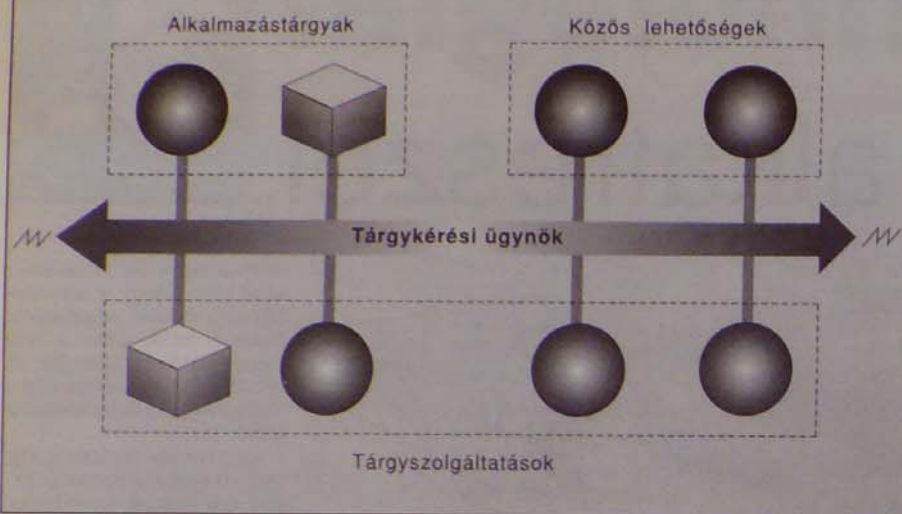 Alkalmazástárgyak
Közös lehetőségek
Tárgykérési ügynök
Tárgyszolgáltatások